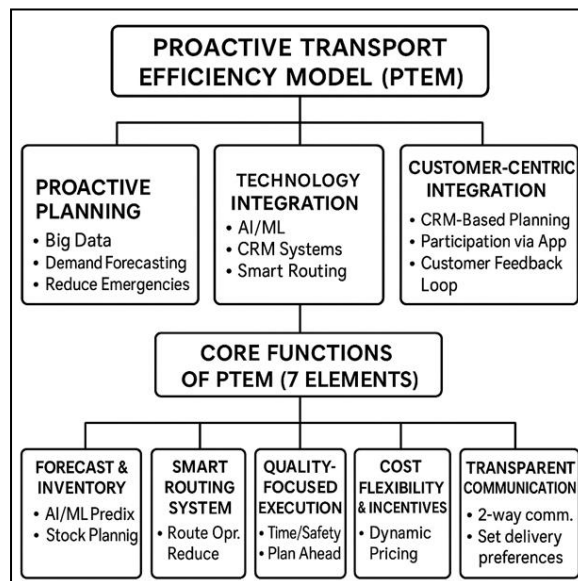 PROACTIVE TRANSPORT
EFFICIENCY MODEL (PTEM)
PROACTIVE
PLANNING
• Big Data
• Demand Forecasting
• Reduce Emergencies
TECHNOLOGY
INTEGRATION
• AI/ML
• CRM Systems
• Smart Routing
CUSTOMER-CENTRIC
INTEGRATION
• CRM-Based Planning
• Participation via App
• Customer Feedback
Loop
CORE FUNCTIONS
OF PTEM (7 ELEMENTS)
FORECAST &
INVENTORY
• AI/ML Predix
• Stock Plannig
SMART
ROUTING
SYSTEM
• Route Opr.
Reduce
QUALITY-
FOCUSED
EXECUTION
• Time/Safety
• Plan Ahead
COST
FLEXIBILITY
& INCENTIVES
• Dynamic
Pricing
TRANSPARENT
COMMUNICATION
• 2-way comm.
• Set delivery
preferences